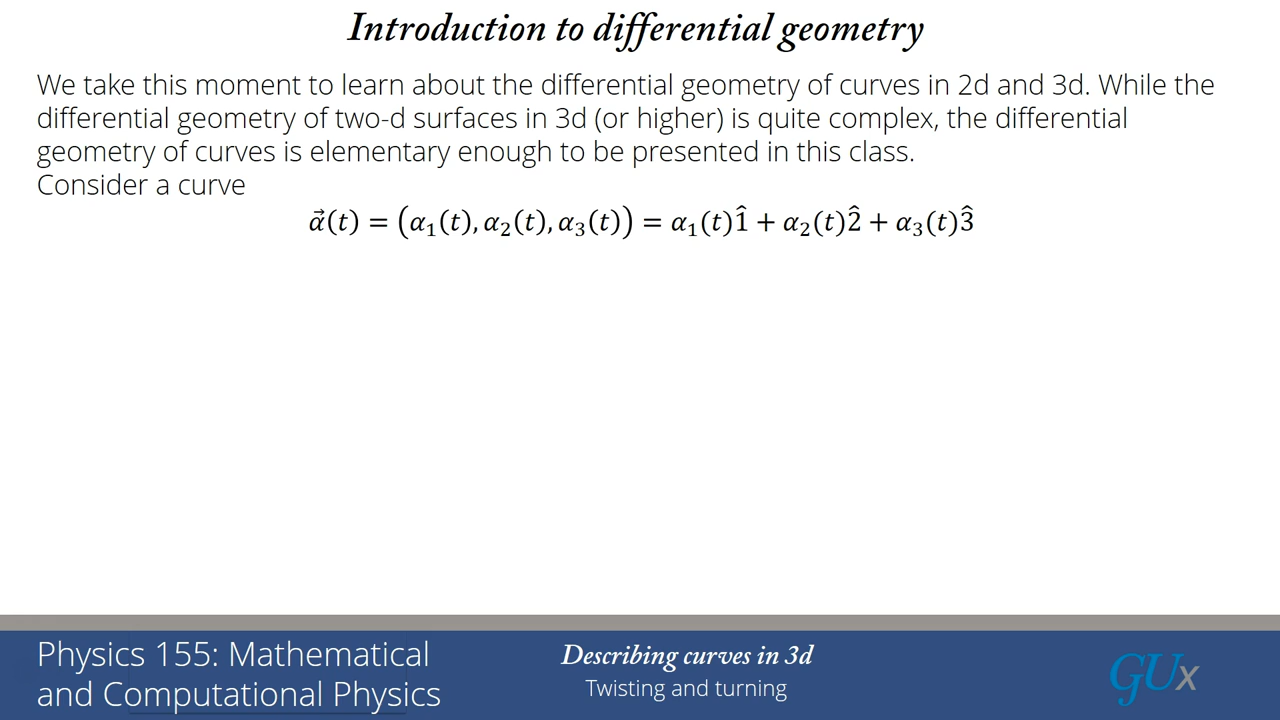 Introduction to differential geometry
We take this moment to learn about the differential geometry of curves in 2d and 3d. While the
differential geometry of two-d surfaces in 3d (or higher) is quite complex, the differential
geometry of curves is elementary enough to be presented in this class.
Consider a curve
α⃗(t) = (α₁(t), α₂(t), α₃(t)) = α₁(t)1̂ + α₂(t)2̂ + α₃(t)3̂
Physics 155: Mathematical
and Computational Physics
Describing curves in 3d
Twisting and turning
GUx